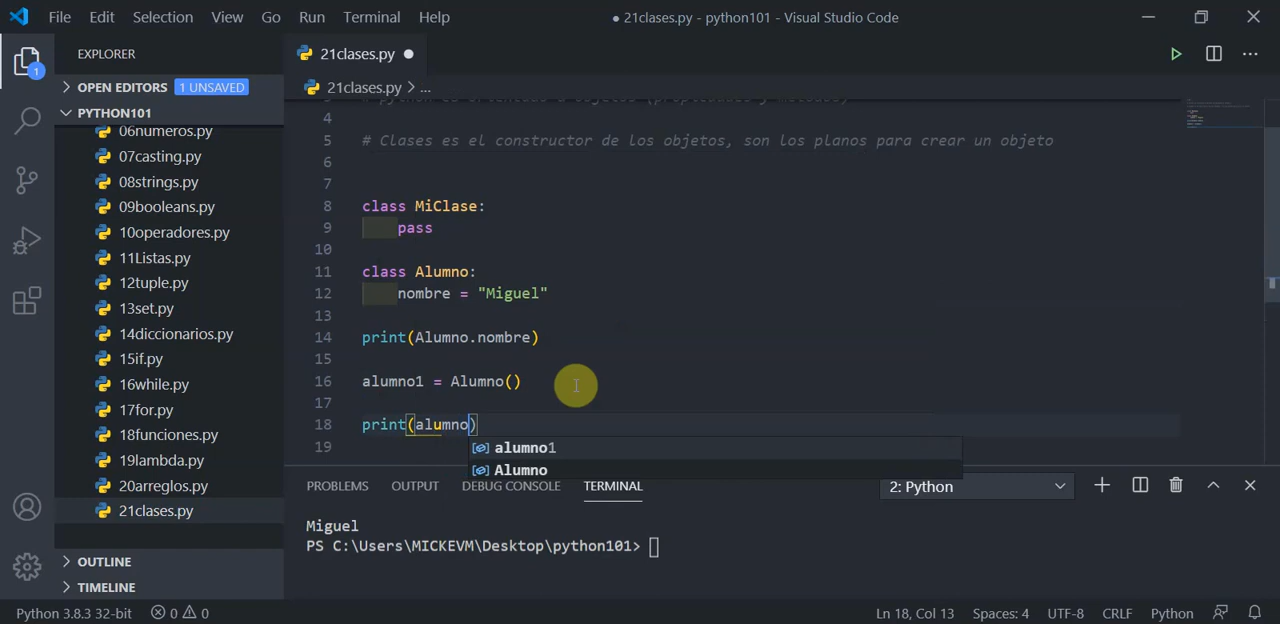 File Edit Selection View Go Run Terminal Help ● 21clases.py - python101 - Visual Studio Code
EXPLORER
21clases.py
OPEN EDITORS 1 UNSAVED
21clases.py > ...
PYTHON101
06numeros.py
07casting.py
08strings.py
09booleans.py
10operadores.py
11Listas.py
12tuple.py
13set.py
14diccionarios.py
15if.py
16while.py
17for.py
18funciones.py
19lambda.py
20arreglos.py
21clases.py
OUTLINE
TIMELINE
4
5 # Clases es el constructor de los objetos, son los planos para crear un objeto
6
7
8 class MiClase:
9 pass
10
11 class Alumno:
12 nombre = "Miguel"
13
14 print(Alumno.nombre)
15
16 alumno1 = Alumno()
17
18 print(alumno)
19
alumno1
Alumno
PROBLEMS OUTPUT DEBUG CONSOLE TERMINAL 2: Python
Miguel
PS C:\Users\MICKEVM\Desktop\python101>
1
Python 3.8.3 32-bit 0 0 Ln 18, Col 13 Spaces: 4 UTF-8 CRLF Python